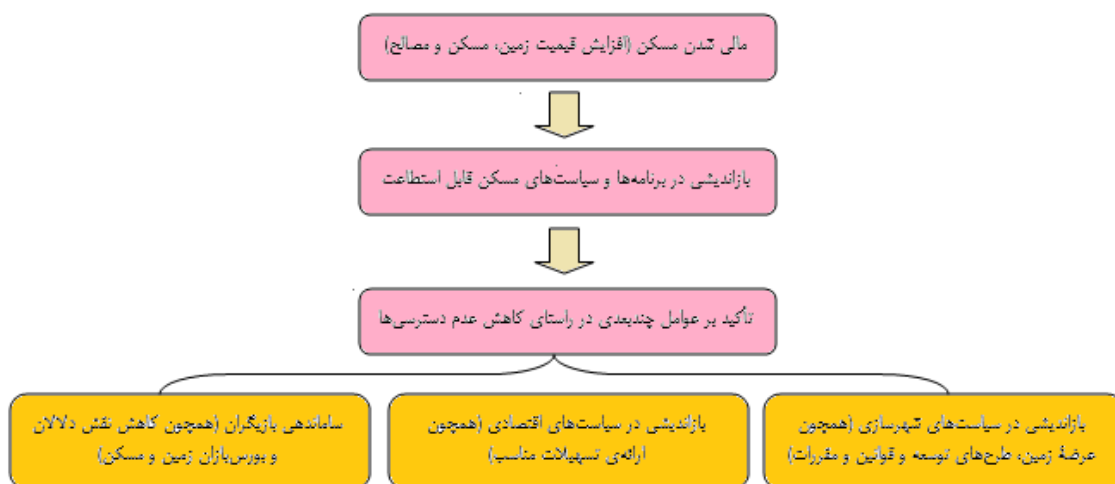 مالی شدن مسکن (افزایش قیمیت زمین، مسکن و مصالح)
بازاندیشی در برنامه‌ها و سیاست‌های مسکن قابل استطاعت
تأکید بر عوامل چندبعدی در راستای کاهش عدم دسترسی‌ها
بازاندیشی در سیاست‌های شهرسازی (همچون
عرضهٔ زمین، طرح‌های توسعه و قوانین و مقررات)
بازاندیشی در سیاست‌های اقتصادی (همچون
ارائه‌ی تسهیلات مناسب)
ساماندهی بازیگران (همچون کاهش نقش دلالان
و بورس‌بازان زمین و مسکن)